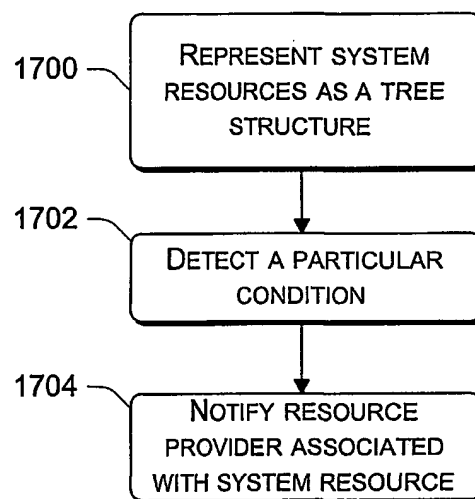 1700
REPRESENT SYSTEM
RESOURCES AS A TREE
STRUCTURE
1702
DETECT A PARTICULAR
CONDITION
1704
NOTIFY RESOURCE
PROVIDER ASSOCIATED
WITH SYSTEM RESOURCE